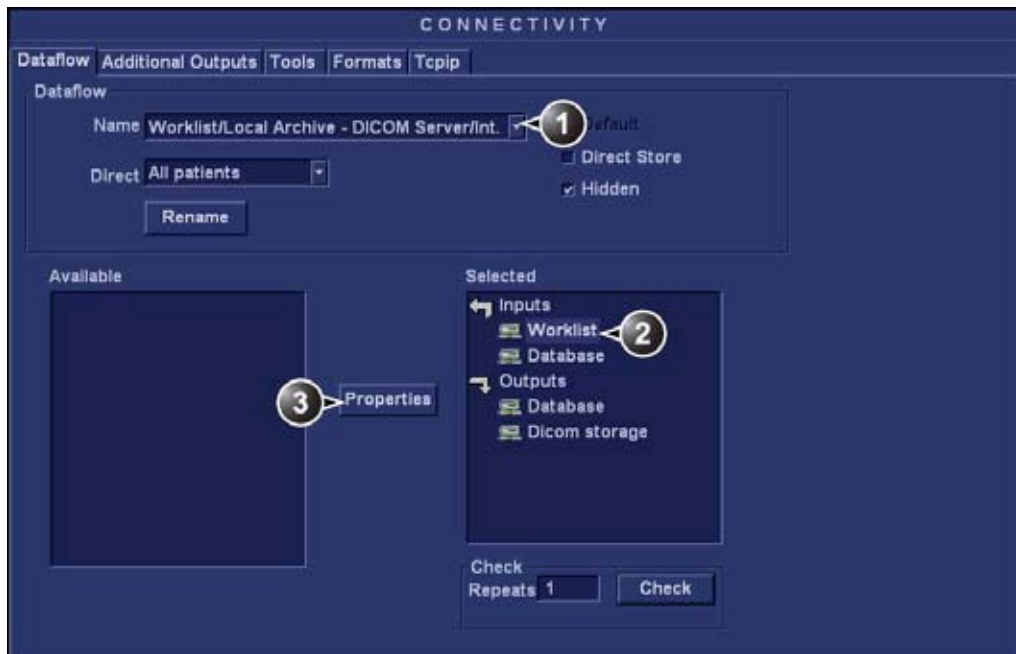 CONNECTIVITY
Dataflow Additional Outputs Tools Formats Tcpip
Dataflow
Name Worklist/Local Archive - DICOM Server/Int. 1 Default
Direct Store
Direct All patients
Hidden
Rename
Available
Selected
Inputs
Worklist 2
Database
Outputs
3 Properties
Database
Dicom storage
Check
Repeats 1 Check